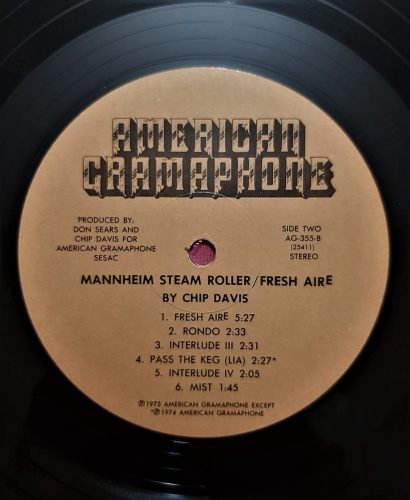 AMERICAN
GRAMAPHONE
PRODUCED BY:
DON SEARS AND
CHIP DAVIS FOR
AMERICAN GRAMAPHONE
SESAC
SIDE TWO
AG-355-B
(25411)
STEREO
MANNHEIM STEAM ROLLER/FRESH AIRE
BY CHIP DAVIS
1. FRESH AIRE 5:27
2. RONDO 2:33
3. INTERLUDE III 2:31
4. PASS THE KEG (LIA) 2:27*
5. INTERLUDE IV 2:05
6. MIST 1:45
℗1975 AMERICAN GRAMAPHONE EXCEPT
*℗1974 AMERICAN GRAMAPHONE